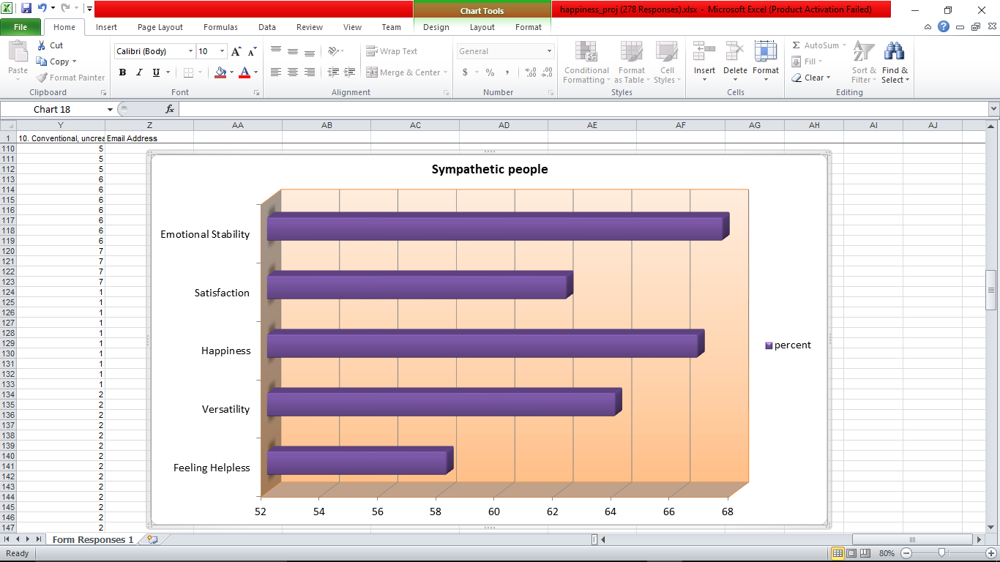 Chart Tools
happiness_proj (278 Responses).xlsx - Microsoft Excel (Product Activation Failed)
File Home Insert Page Layout Formulas Data Review View Team Design Layout Format
Paste
Cut
Copy
Format Painter
Clipboard
Calibri (Body) 10 A A
B I U A
Font
Wrap Text
Merge & Center
Alignment
General
$ % , .00 .0
Number
Conditional Formatting
Format as Table
Cell Styles
Styles
Insert Delete Format
Cells
Σ AutoSum
Fill
Clear
Sort & Filter
Find & Select
Editing
Chart 18 fx
Y Z AA AB AC AD AE AF AG AH AI AJ
1 10. Conventional, uncrea Email Address
110 5
111 5
112 5
113 6
114 6
115 6
116 6
117 6
118 6
119 6
120 7
121 7
122 7
123 7
124 1
125 1
126 1
127 1
128 1
129 1
130 1
131 1
132 1
133 1
134 2
135 2
136 2
137 2
138 2
139 2
140 2
141 2
142 2
143 2
144 2
145 2
146 2
147 2
Sympathetic people
Emotional Stability
Satisfaction
Happiness
Versatility
Feeling Helpless
52 54 56 58 60 62 64 66 68
percent
Form Responses 1
Ready 80%